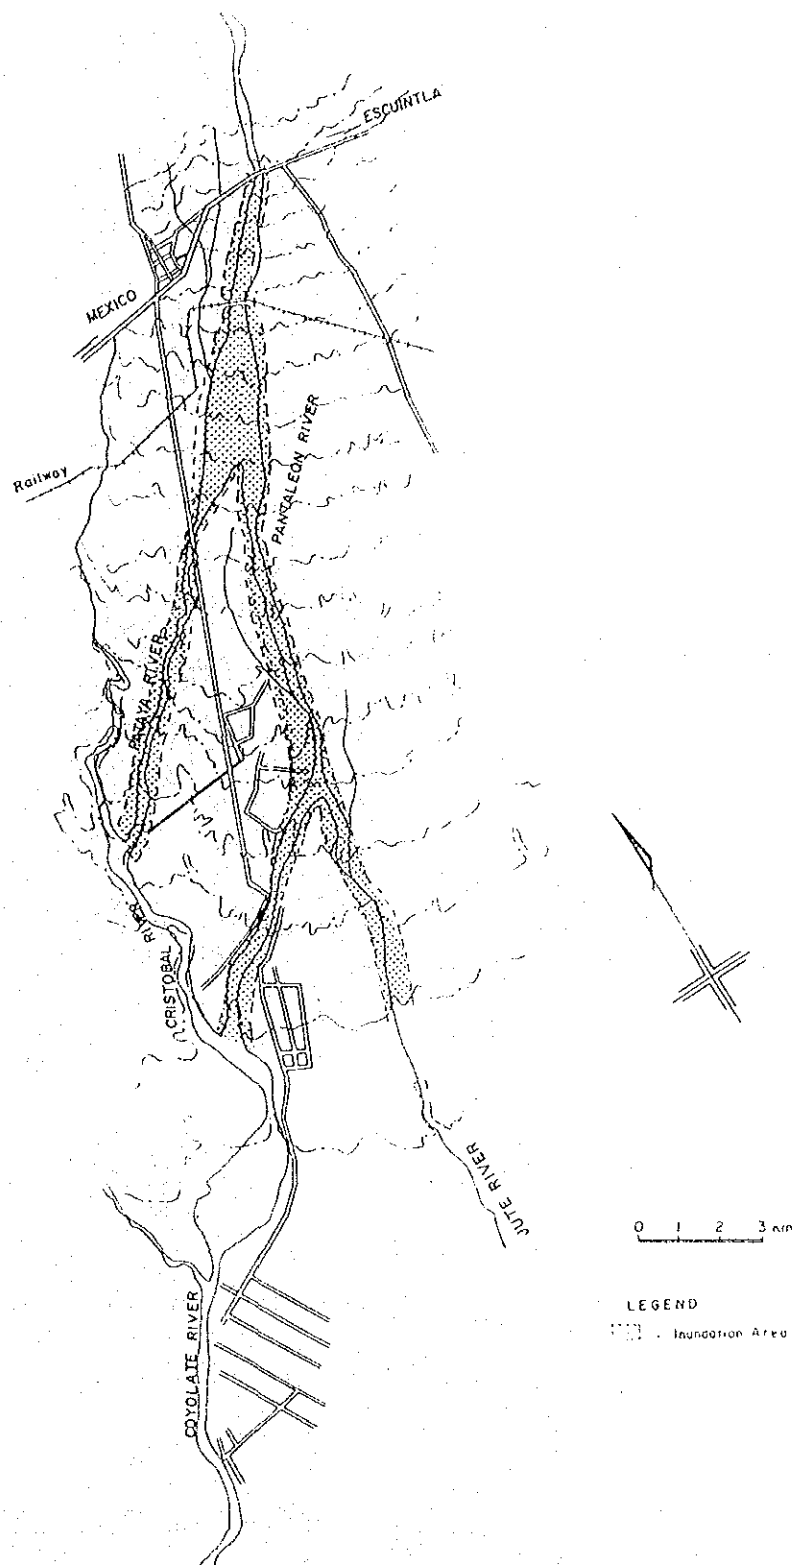 ESCUINTLA
MEXICO
Railway
PANTALEON RIVER
RIVER
CRISTOBAL RIVER
JUTE RIVER
0 1 2 3 km
LEGEND
Inundation Area
COYOLATE RIVER